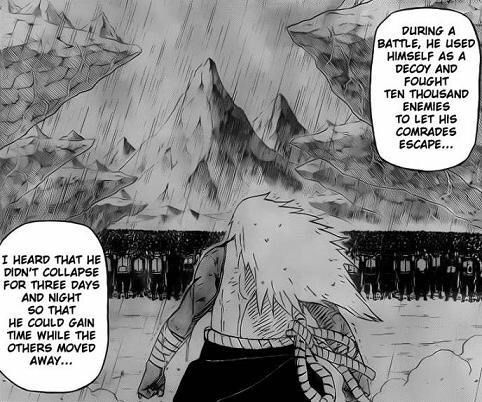 DURING A
BATTLE, HE USED
HIMSELF AS A
DECOY AND
FOUGHT
TEN THOUSAND
ENEMIES
TO LET HIS
COMRADES
ESCAPE...
I HEARD THAT HE
DIDN'T COLLAPSE
FOR THREE DAYS
AND NIGHT
SO THAT
HE COULD GAIN
TIME WHILE THE
OTHERS MOVED
AWAY...